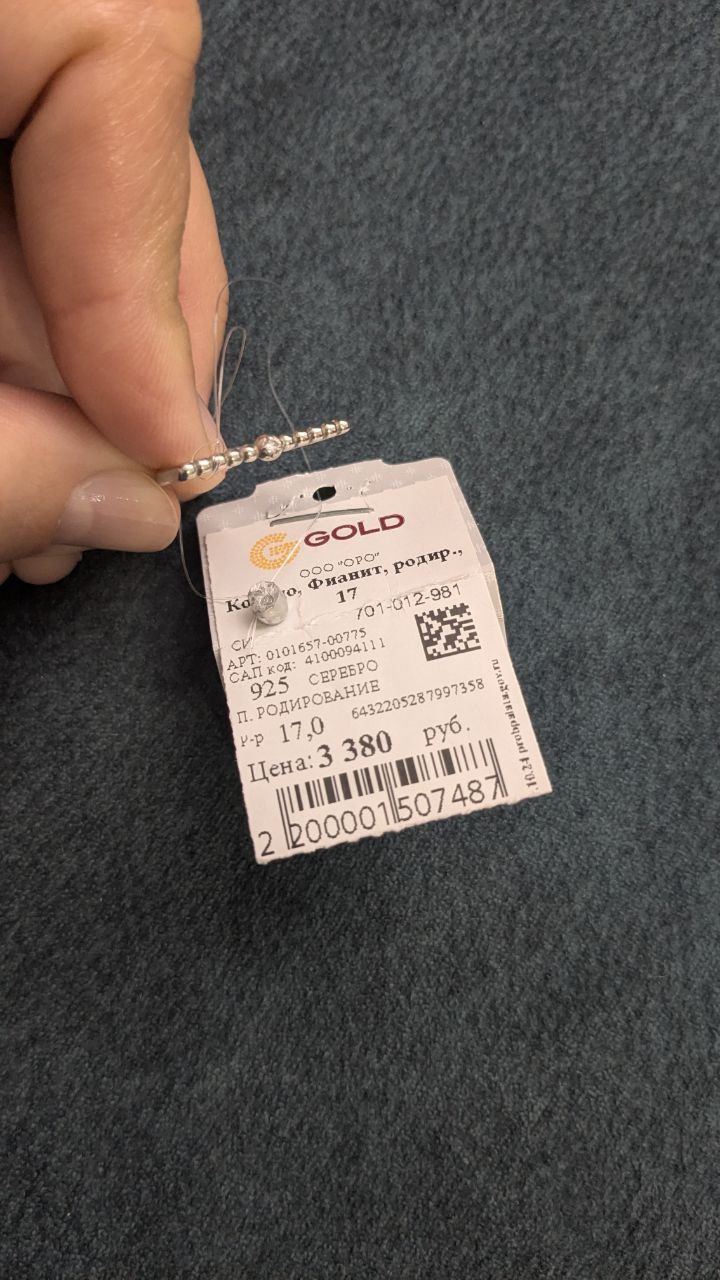 GOLD
ООО "ОРО"
Фианит, родир.,
17
701-012-981
АРТ: 0101657-00775
САП код: 4100094111
925 СЕРЕБРО
П. РОДИРОВАНИЕ
р-р 17,0 6432205287997358
Цена: 3 380 руб.
2 200001 507487